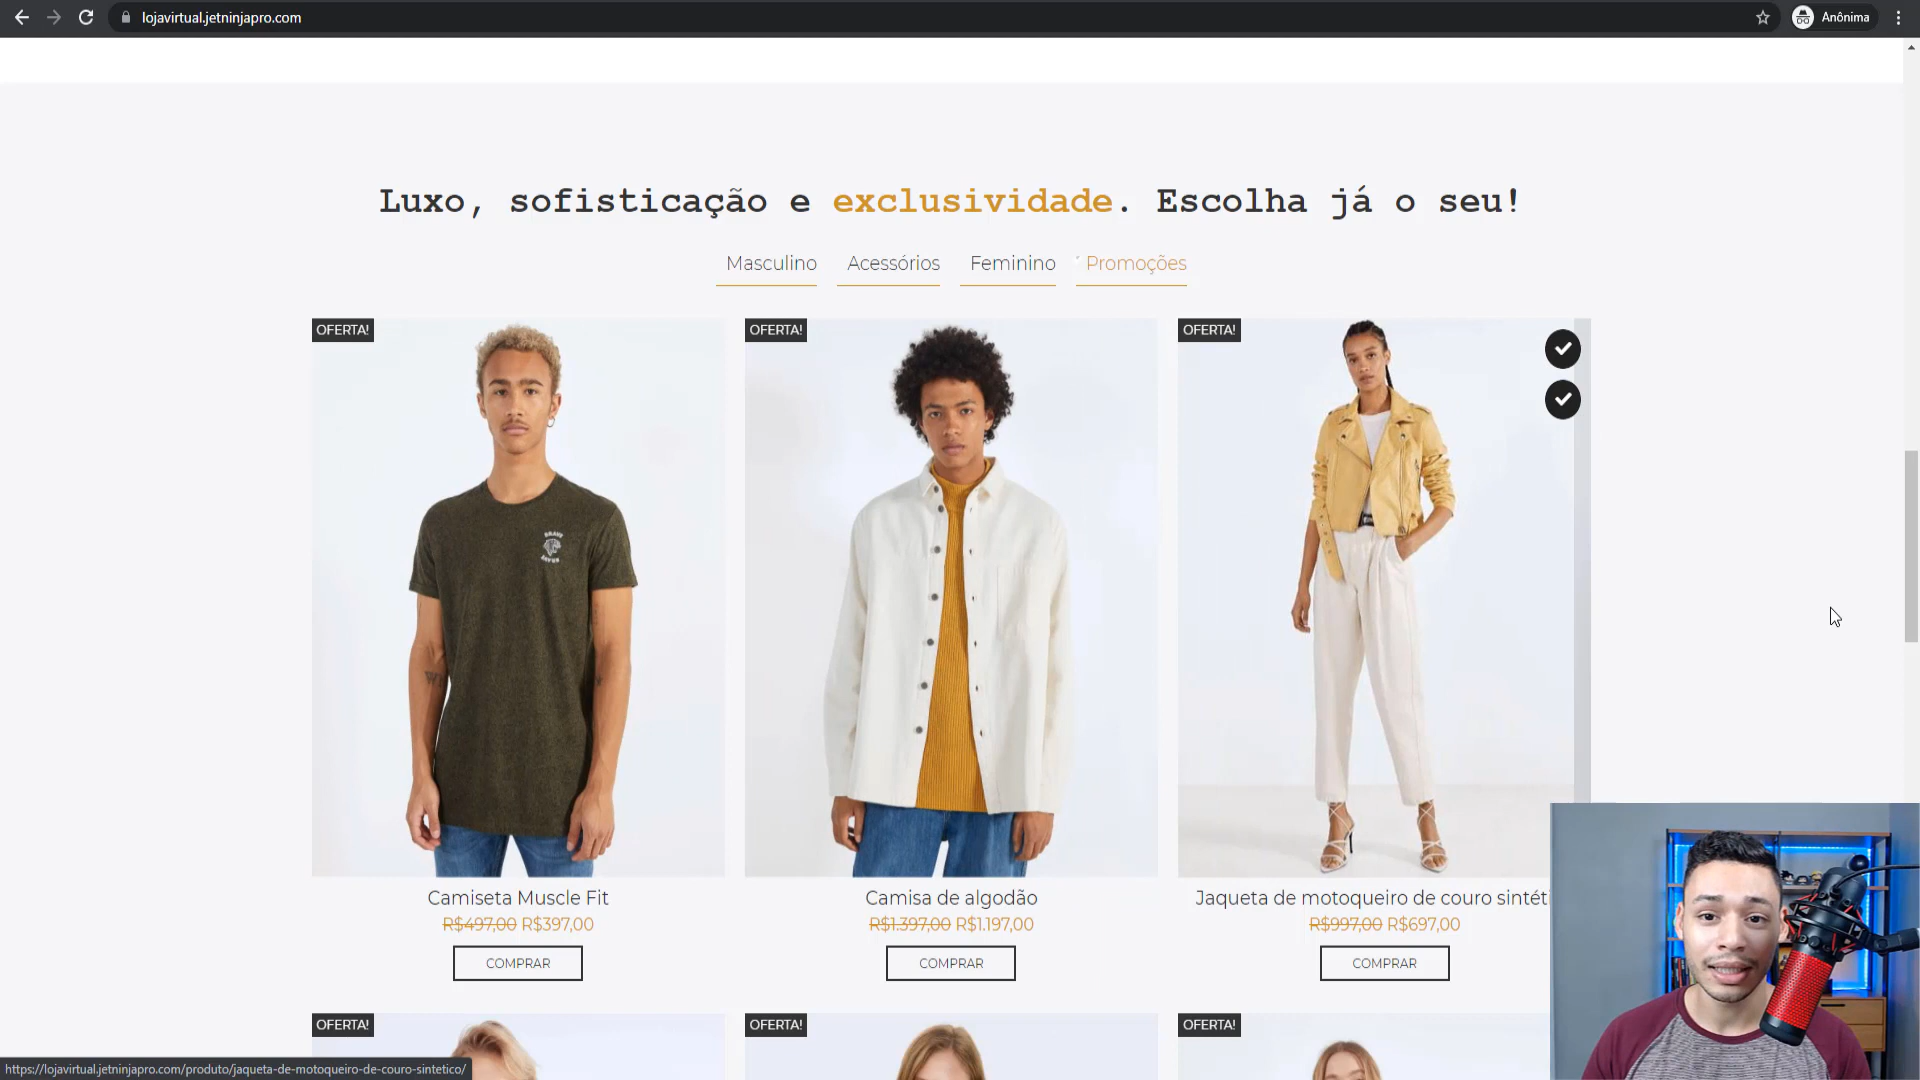 lojavirtual.jetninjapro.com
Anônima
Luxo, sofisticação e exclusividade. Escolha já o seu!
Masculino Acessórios Feminino Promoções
OFERTA! OFERTA! OFERTA!
Camiseta Muscle Fit Camisa de algodão Jaqueta de motoqueiro de couro sintéti
R$497,00 R$397,00 R$1.397,00 R$1.197,00 R$997,00 R$697,00
COMPRAR COMPRAR COMPRAR
OFERTA! OFERTA! OFERTA!
https://lojavirtual.jetninjapro.com/produto/jaqueta-de-motoqueiro-de-couro-sintetico/